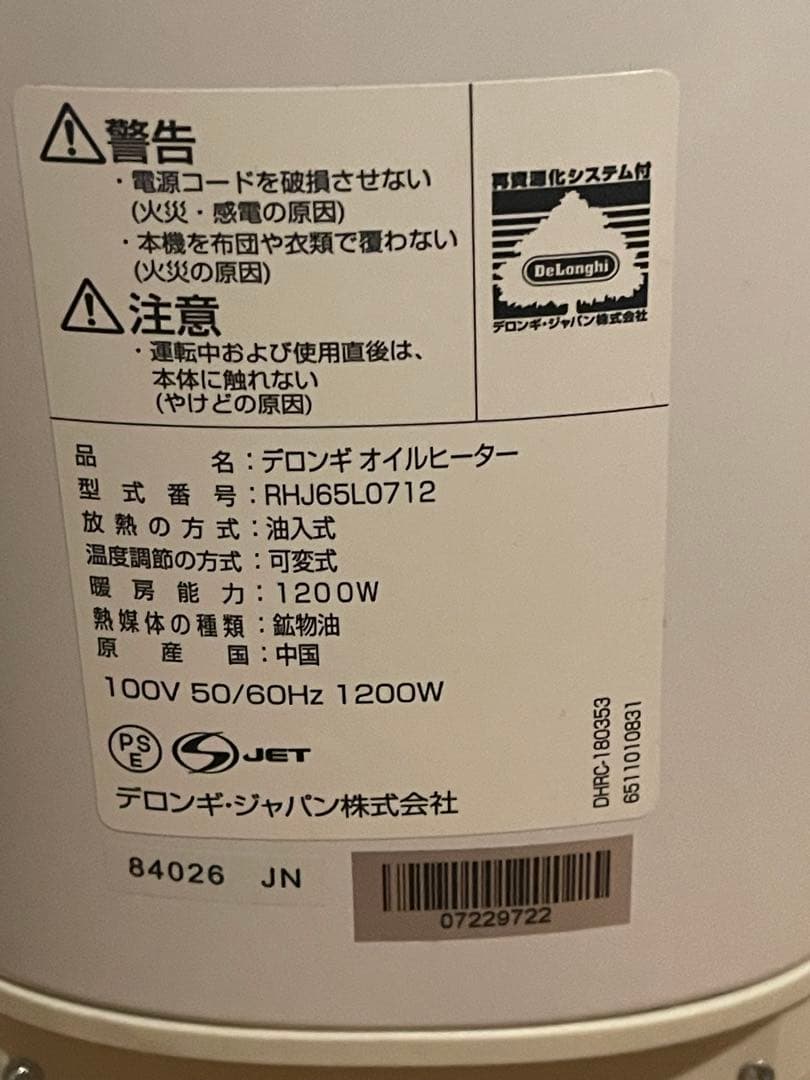 警告
・電源コードを破損させない
(火災・感電の原因)
・本機を布団や衣類で覆わない
(火災の原因)
注意
・運転中および使用直後は、
本体に触れない
(やけどの原因)
再資源化システム付
DeLonghi
デロンギ・ジャパン株式会社
品名：デロンギ オイルヒーター
型式番号：RHJ65L0712
放熱の方式：油入式
温度調節の方式：可変式
暖房能力：1200W
熱媒体の種類：鉱物油
原産国：中国
100V 50/60Hz 1200W
PSE JET
デロンギ・ジャパン株式会社
DHRC-180353
6511010831
84026 JN
07229722